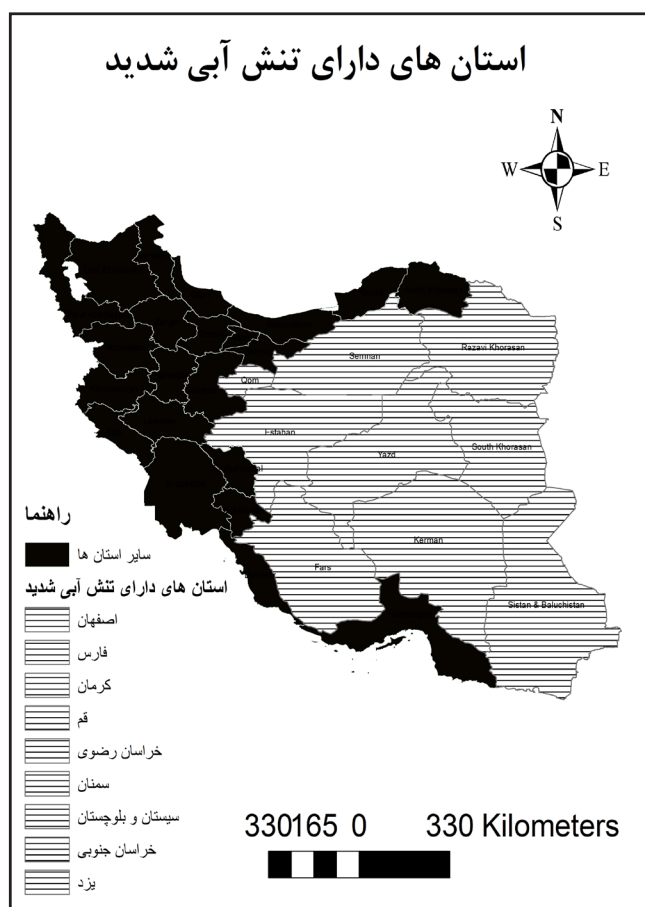 استان های دارای تنش آبی شدید
N
W E
S
Semnan
Razavi Khorasan
Qom
Esfahan
Yazd
South Khorasan
Kerman
Fars
Sistan & Baluchistan
راهنما
سایر استان ها
استان های دارای تنش آبی شدید
اصفهان
فارس
کرمان
قم
خراسان رضوی
سمنان
سیستان و بلوچستان
خراسان جنوبی
یزد
330165 0 330 Kilometers